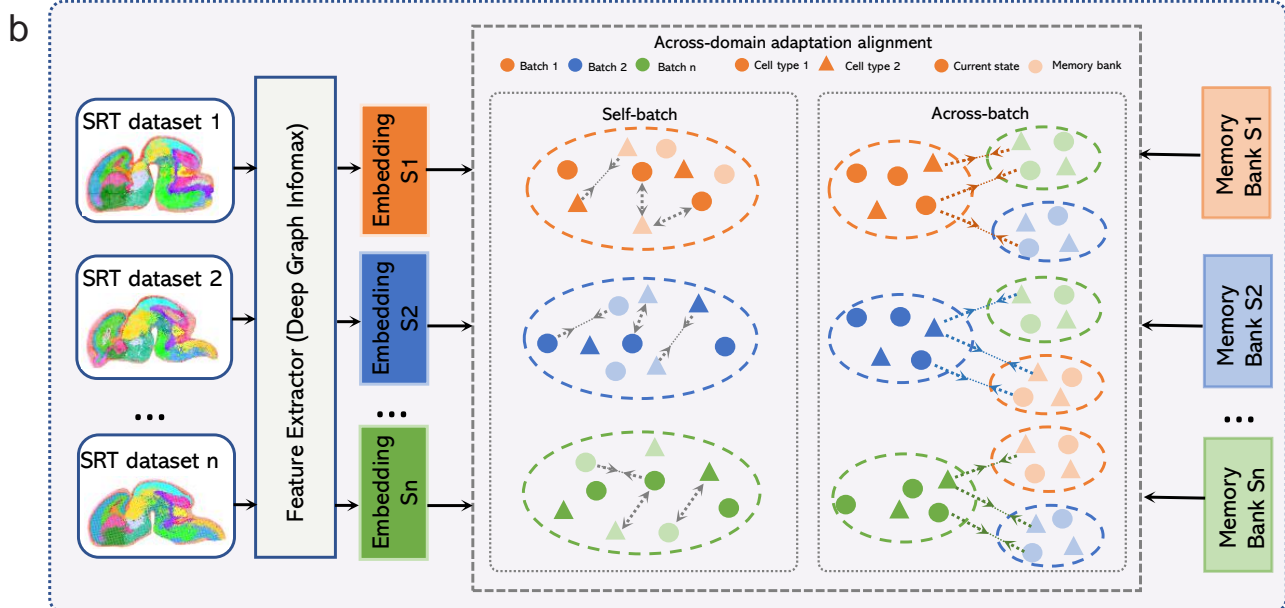 b
Across-domain adaptation alignment
Batch 1 Batch 2 Batch n Cell type 1 Cell type 2 Current state Memory bank
SRT dataset 1
SRT dataset 2
...
SRT dataset n
Feature Extractor (Deep Graph Infomax)
Embedding
S1
Embedding
S2
...
Embedding
Sn
Self-batch
Across-batch
Memory
Bank S1
Memory
Bank S2
...
Memory
Bank Sn